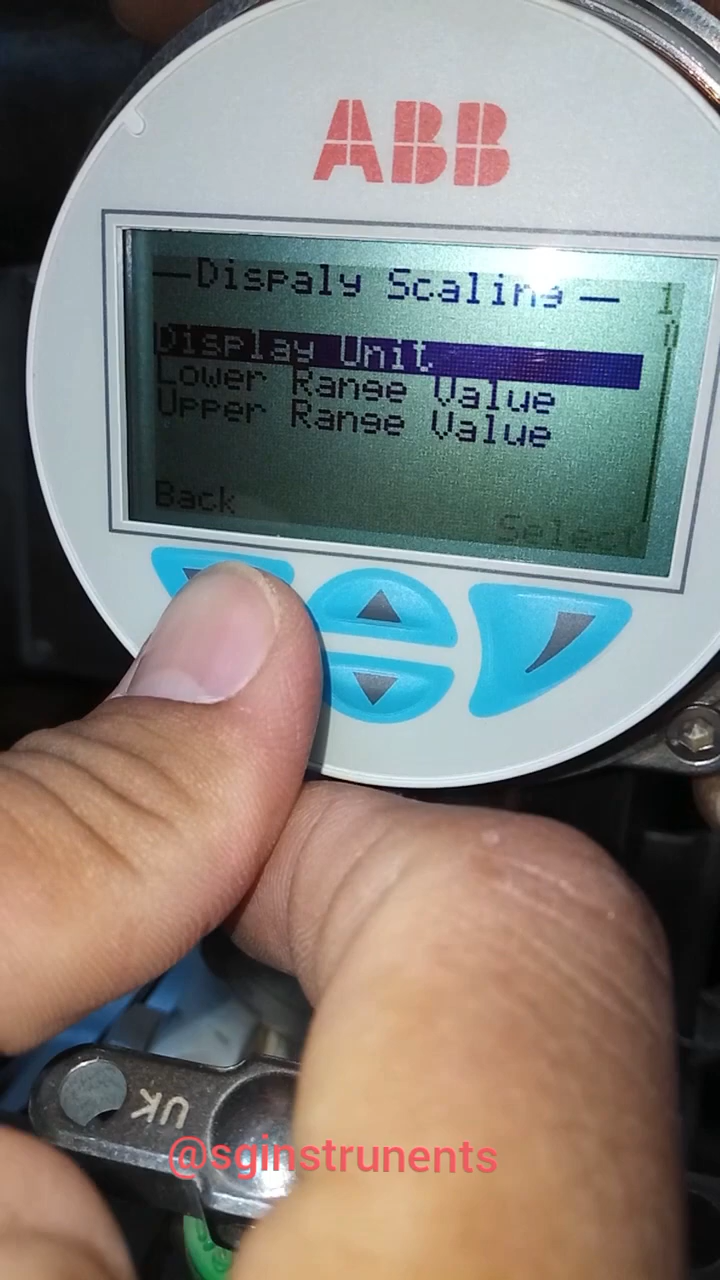 ABB
—Dispaly Scaling—
Display Unit
Lower Range Value
Upper Range Value
Back
Select
UK
@sginstrunents